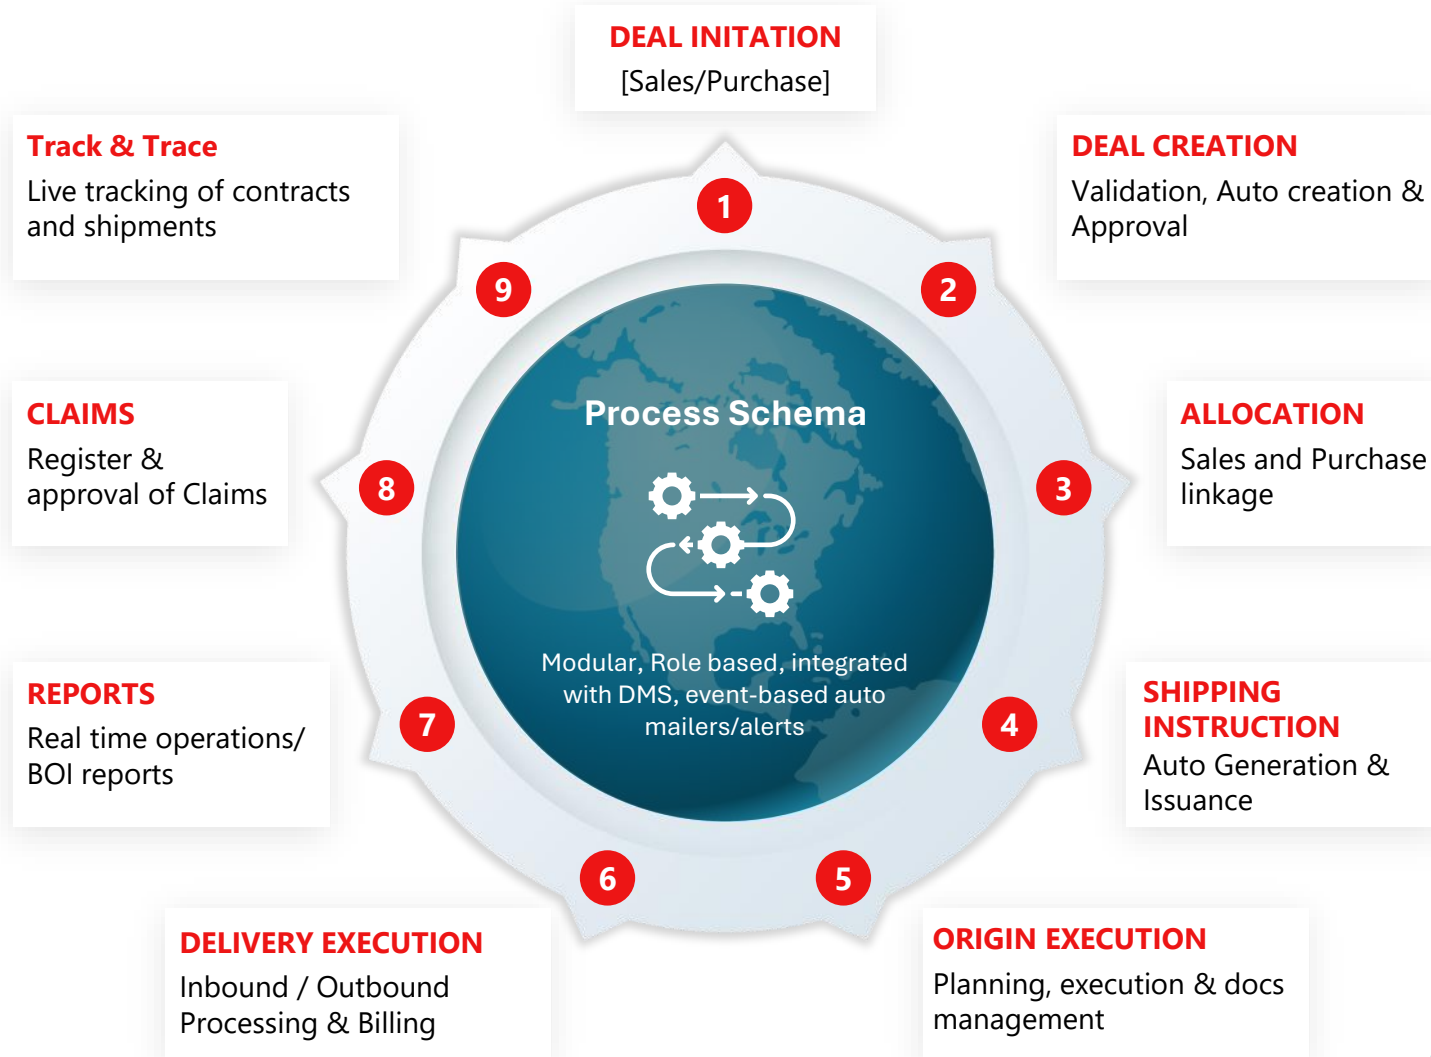 DEAL INITATION
[Sales/Purchase]
1
DEAL CREATION
Validation, Auto creation &
Approval
2
ALLOCATION
Sales and Purchase
linkage
3
SHIPPING
INSTRUCTION
Auto Generation &
Issuance
4
ORIGIN EXECUTION
Planning, execution & docs
management
5
DELIVERY EXECUTION
Inbound / Outbound
Processing & Billing
6
REPORTS
Real time operations/
BOI reports
7
CLAIMS
Register &
approval of Claims
8
Track & Trace
Live tracking of contracts
and shipments
9
Process Schema
Modular, Role based, integrated
with DMS, event-based auto
mailers/alerts